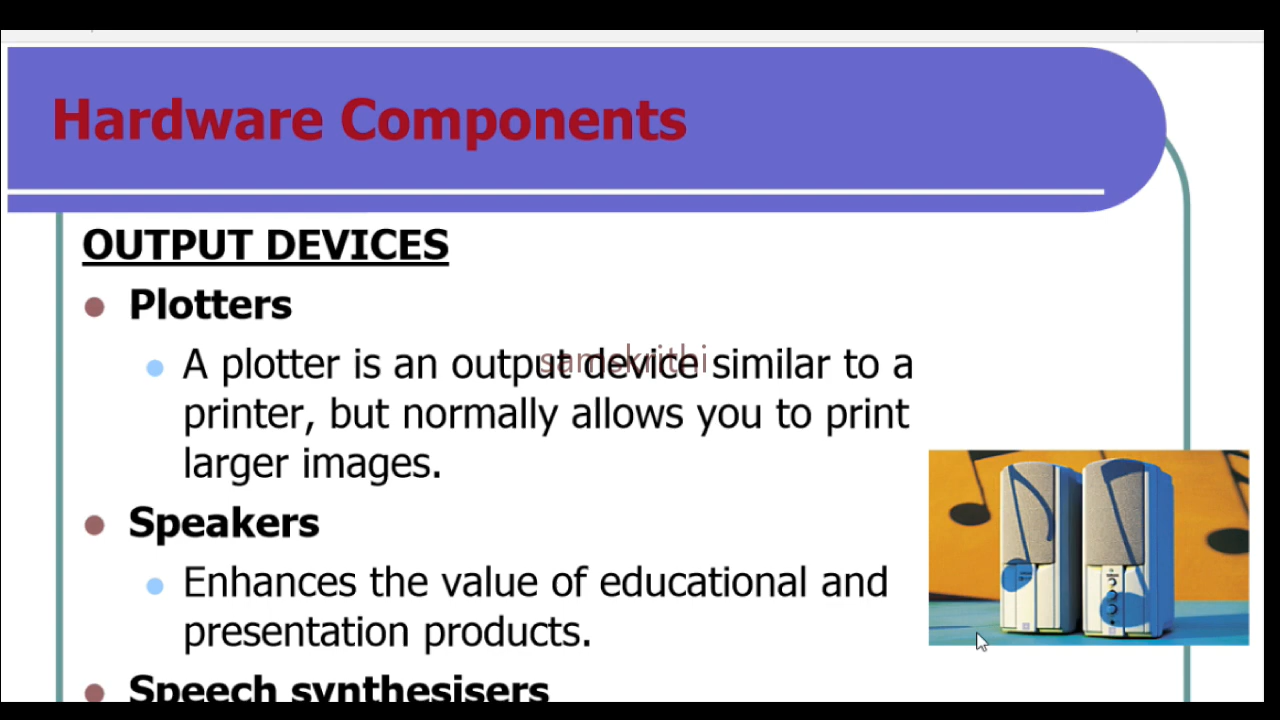 Hardware Components
OUTPUT DEVICES
Plotters
A plotter is an output device similar to a
printer, but normally allows you to print
larger images.
samskrithi
Speakers
Enhances the value of educational and
presentation products.
Speech synthesisers